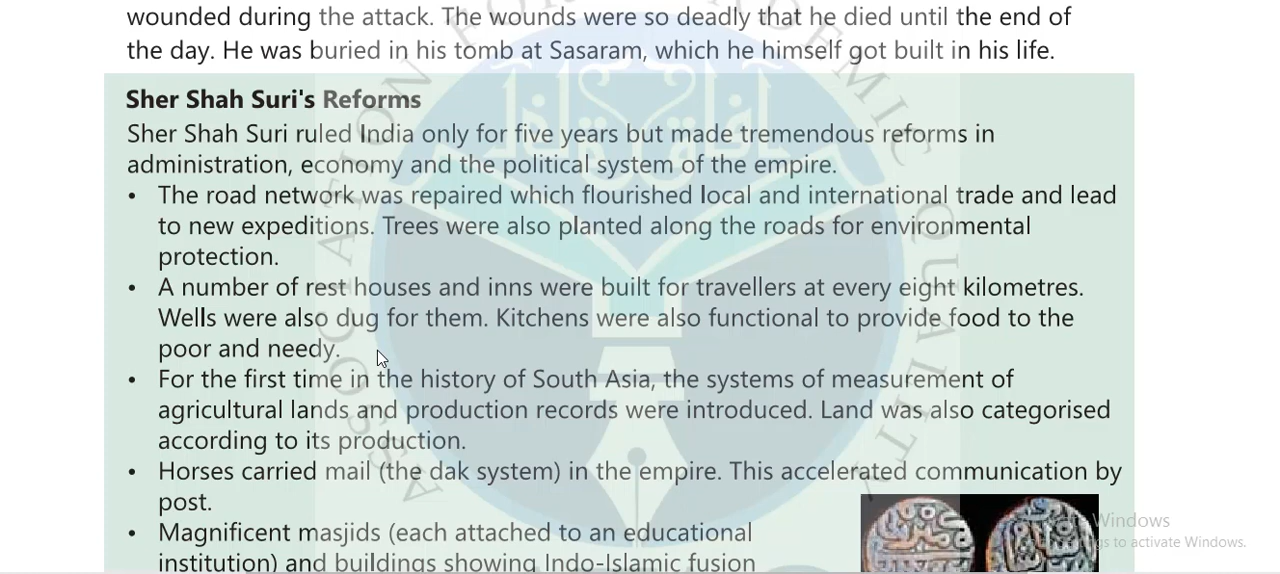 wounded during the attack. The wounds were so deadly that he died until the end of
the day. He was buried in his tomb at Sasaram, which he himself got built in his life.
Sher Shah Suri's Reforms
Sher Shah Suri ruled India only for five years but made tremendous reforms in
administration, economy and the political system of the empire.
• The road network was repaired which flourished local and international trade and lead
to new expeditions. Trees were also planted along the roads for environmental
protection.
• A number of rest houses and inns were built for travellers at every eight kilometres.
Wells were also dug for them. Kitchens were also functional to provide food to the
poor and needy.
• For the first time in the history of South Asia, the systems of measurement of
agricultural lands and production records were introduced. Land was also categorised
according to its production.
• Horses carried mail (the dak system) in the empire. This accelerated communication by
post.
• Magnificent masjids (each attached to an educational
institution) and buildings showing Indo-Islamic fusion
ASSOCIATION FOR ACADEMIC QUALITY
Windows
gs to activate Windows.